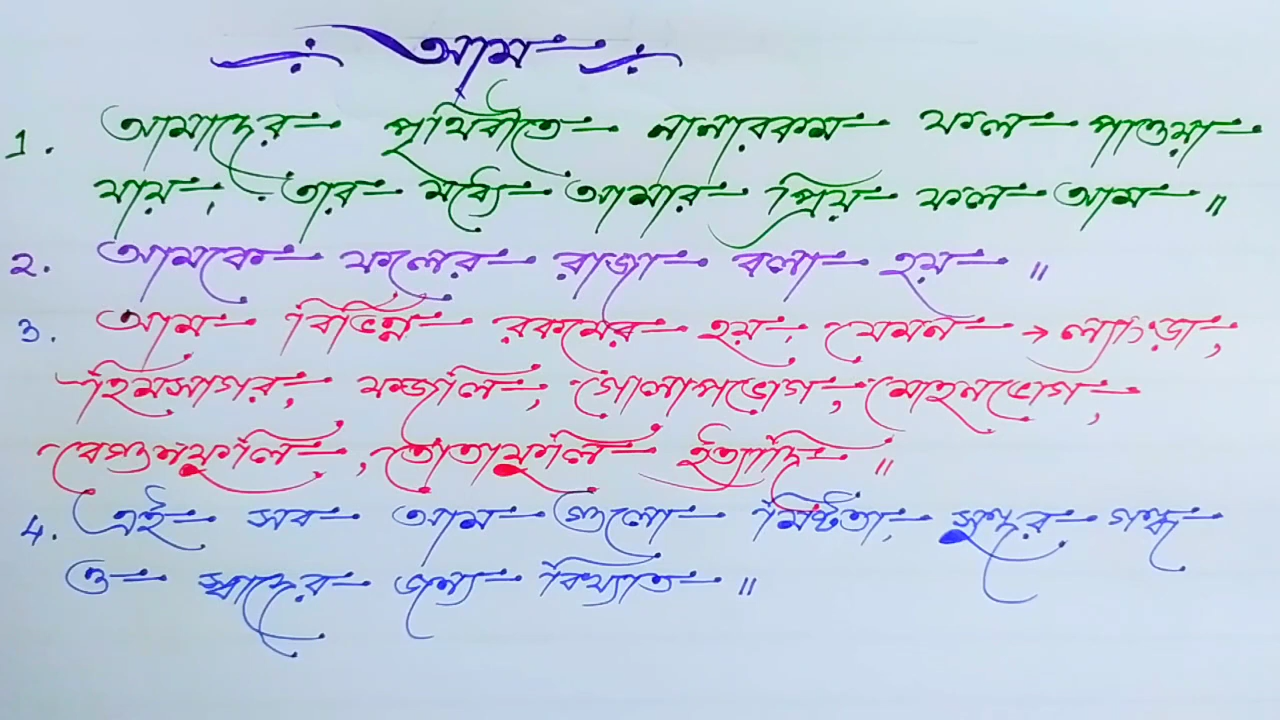 আম
1. আমাদের পৃথিবীতে নানারকম ফল পাওয়া
যায়, তার মধ্যে আমার প্রিয় ফল আম ॥
2. আমকে ফলের রাজা বলা হয় ॥
3. আম বিভিন্ন রকমের হয়, যেমন → ল্যাংড়া,
হিমসাগর, ফজলি, গোলাপভোগ, মোহনভোগ,
বেগুনফুলি, তোতাফুলি ইত্যাদি ॥
4. এই সব আম গুলো মিষ্টতা, সুন্দর গন্ধ
ও স্বাদের জন্যে বিখ্যাত ॥